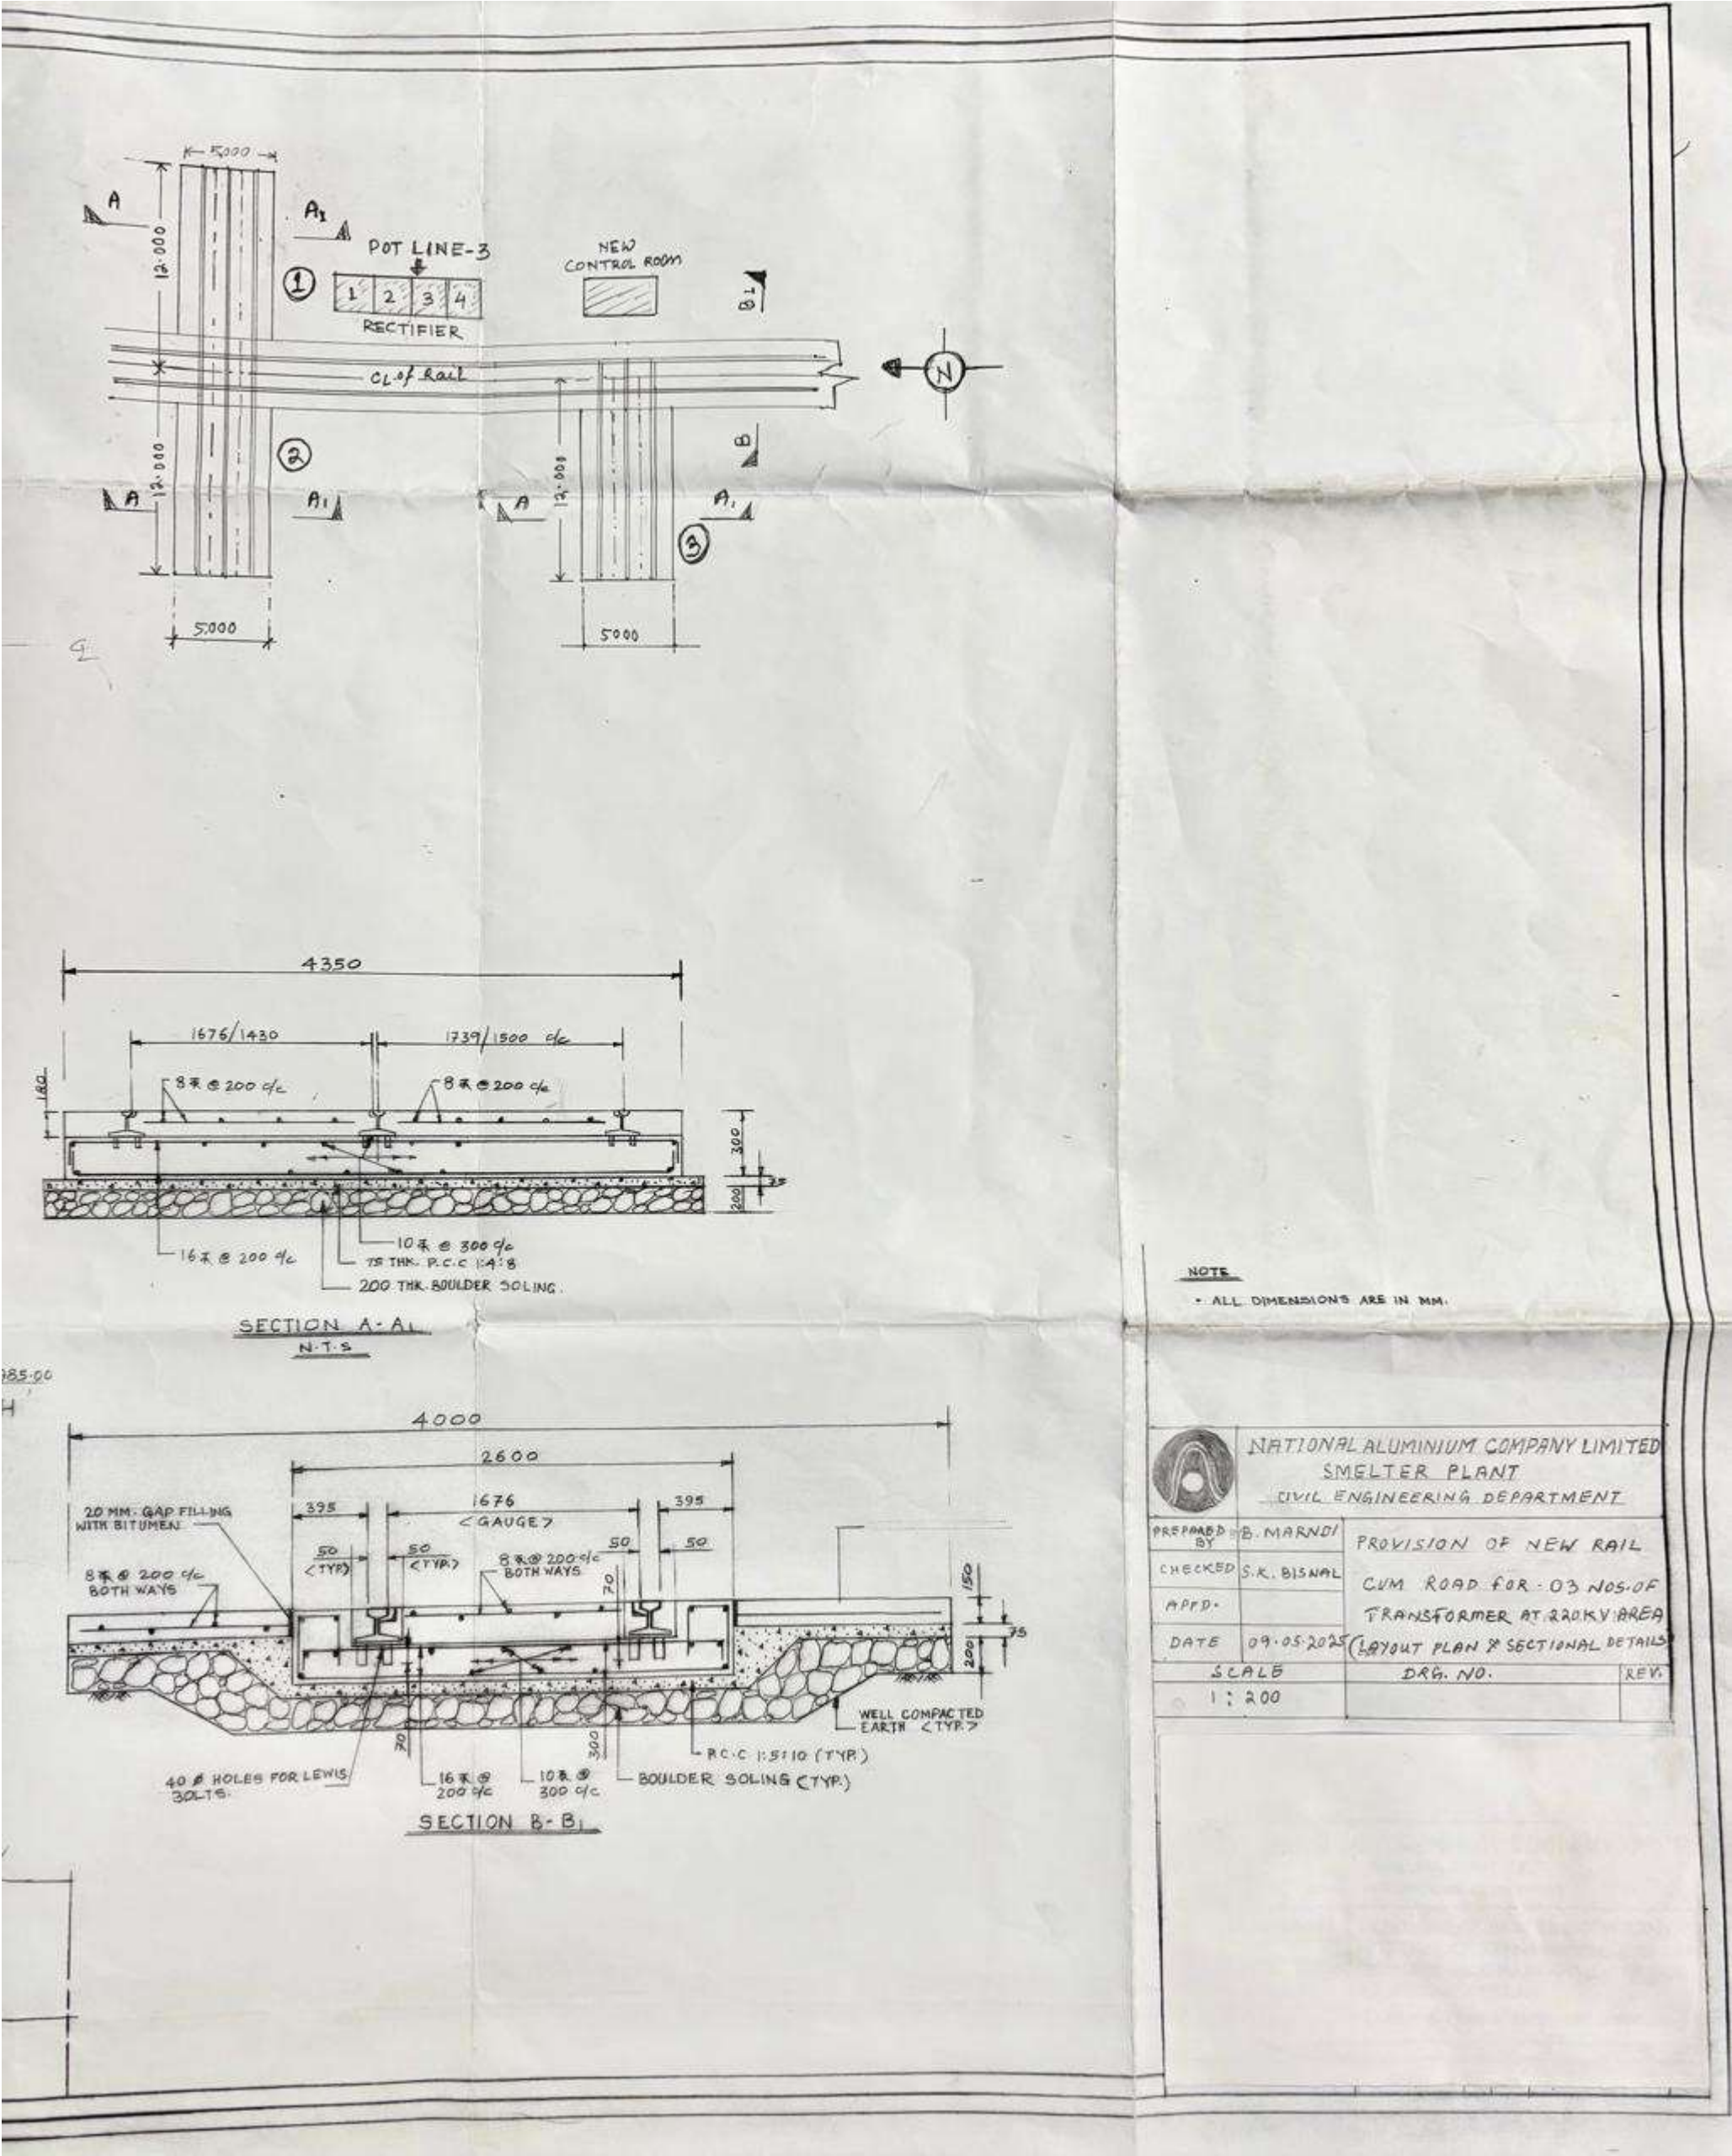 5000
A
A1
12.000
1
POT LINE-3
1 2 3 4
RECTIFIER
NEW
CONTROL ROOM
B1
CL.of Rail
N
2
12.000
12.000
B
A
A1
A
A1
3
5000
5000
CL
4350
1676/1430
1739/1500 c/c
180
8 @ 200 c/c
8 @ 200 c/c
300
75
200
16 @ 200 c/c
10 @ 300 c/c
75 THK. P.C.C 1:4:8
200 THK. BOULDER SOLING.
SECTION A-A1
N.T.S
985.00
4000
2600
395
1676
395
<GAUGE>
20 MM. GAP FILLING
WITH BITUMEN
50
<TYP>
50
<TYP>
8 @ 200 c/c
BOTH WAYS
50
50
8 @ 200 c/c
BOTH WAYS
70
150
75
200
WELL COMPACTED
EARTH <TYP>
70
300
P.C.C 1:5:10 (TYP.)
40 Ø HOLES FOR LEWIS
BOLTS.
16 @
200 c/c
10 @
300 c/c
BOULDER SOLING (TYP.)
SECTION B-B1
NOTE
- ALL DIMENSIONS ARE IN MM.
NATIONAL ALUMINIUM COMPANY LIMITED
SMELTER PLANT
CIVIL ENGINEERING DEPARTMENT
PREPARED BY B. MARNDI
CHECKED S.K. BISNAL
APPD.
DATE 09.05.2025
PROVISION OF NEW RAIL
CUM ROAD FOR - 03 NOS. OF
TRANSFORMER AT 220KV AREA
(LAYOUT PLAN & SECTIONAL DETAILS
SCALE DRG. NO. REV.
1 : 200